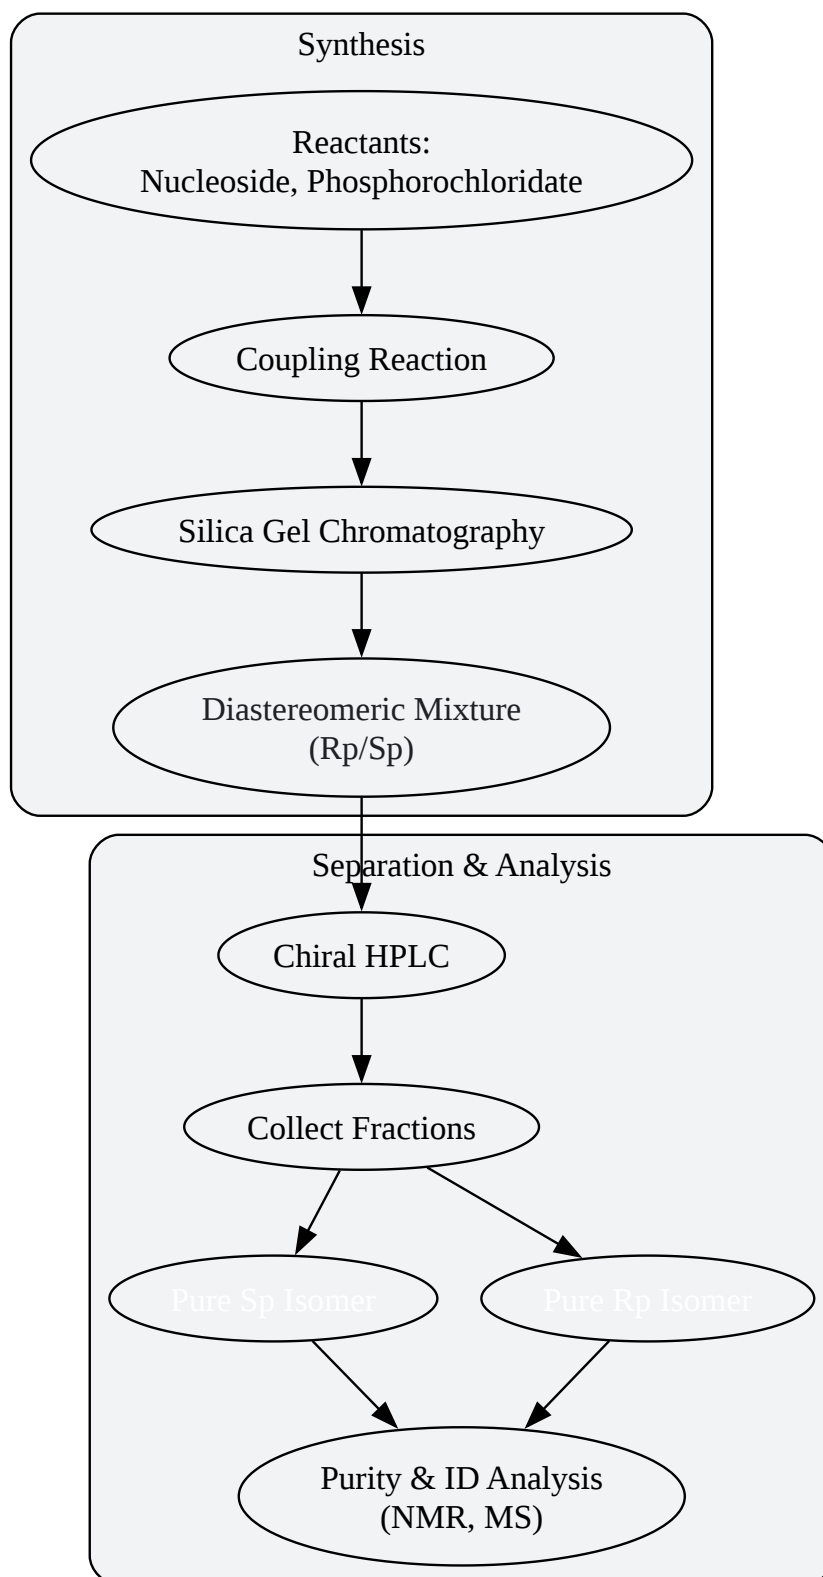 Synthesis
Reactants:
Nucleoside, Phosphorochloridate
Coupling Reaction
Silica Gel Chromatography
Diastereomeric Mixture
(Rp/Sp)
Separation & Analysis
Chiral HPLC
Collect Fractions
Pure Sp Isomer
Pure Rp Isomer
Purity & ID Analysis
(NMR, MS)